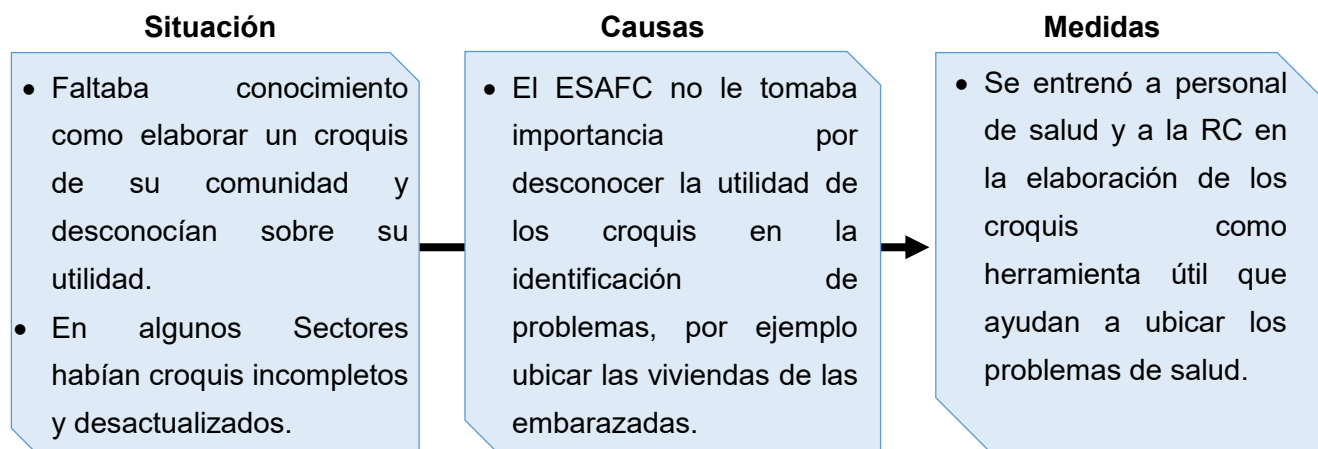 Situación
• Faltaba conocimiento
como elaborar un croquis
de su comunidad y
desconocían sobre su
utilidad.
• En algunos Sectores
habían croquis incompletos
y desactualizados.
Causas
• El ESAFC no le tomaba
importancia por
desconocer la utilidad de
los croquis en la
identificación de
problemas, por ejemplo
ubicar las viviendas de las
embarazadas.
Medidas
• Se entrenó a personal
de salud y a la RC en
la elaboración de los
croquis como
herramienta útil que
ayudan a ubicar los
problemas de salud.